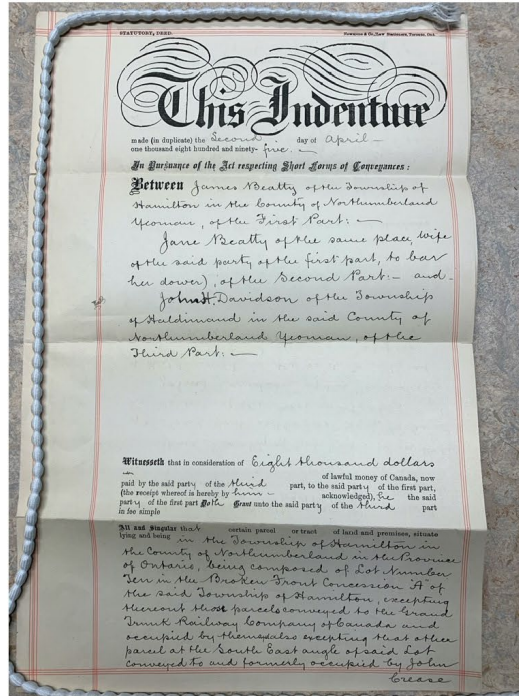 STATUTORY DEED.
Newsome & Co., Law Stationers, Toronto, Ont.
This Indenture
made (in duplicate) the Second day of April —
one thousand eight hundred and ninety-five. —
In Pursuance of the Act respecting Short Forms of Conveyances:
Between James Beatty of the Township of
Hamilton in the County of Northumberland
Yeoman, of the First Part: —
Jane Beatty of the same place, wife
of the said party of the first part, to bar
her dower), of the Second Part: — and —
John H. Davidson of the Township
of Haldimand in the said County of
Northumberland Yeoman, of the
Third Part: —
Witnesseth that in consideration of Eight thousand dollars
— of lawful money of Canada, now
paid by the said party of the third part, to the said party of the first part,
(the receipt whereof is hereby by him — acknowledged), he the said
party of the first part Doth Grant unto the said party of the third part
in fee simple
All and Singular that certain parcel or tract of land and premises, situate
lying and being in the Township of Hamilton in
the County of Northumberland in the Province
of Ontario, being composed of Lot Number
Ten in the Broken Front Concession "A" of
the said Township of Hamilton, excepting
thereout those parcels conveyed to the Grand
Trunk Railway Company of Canada and
occupied by them, also excepting that other
parcel at the South East angle of said Lot
conveyed to and formerly occupied by John
Crease